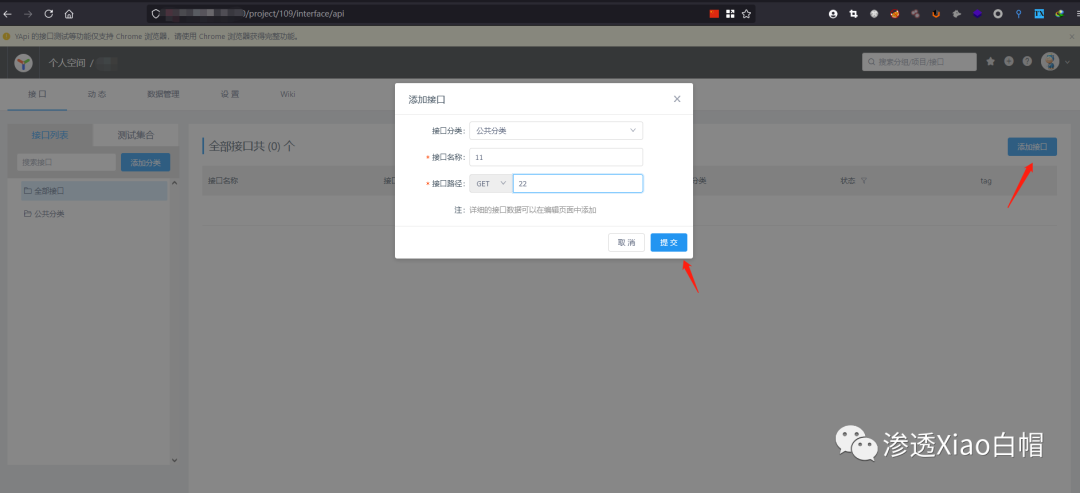 /project/109/interface/api
YApi 的接口测试等功能仅支持 Chrome 浏览器，请使用 Chrome 浏览器获得完整功能。
个人空间 /
搜索分组/项目/接口
接 口 动 态 数据管理 设 置 Wiki
接口列表 测试集合
搜索接口 添加分类
全部接口
公共分类
全部接口共 (0) 个
添加接口
接口名称 接口 分类 状态 tag
添加接口
接口分类: 公共分类
* 接口名称: 11
* 接口路径: GET 22
注: 详细的接口数据可以在编辑页面中添加
取 消 提 交
渗透Xiao白帽